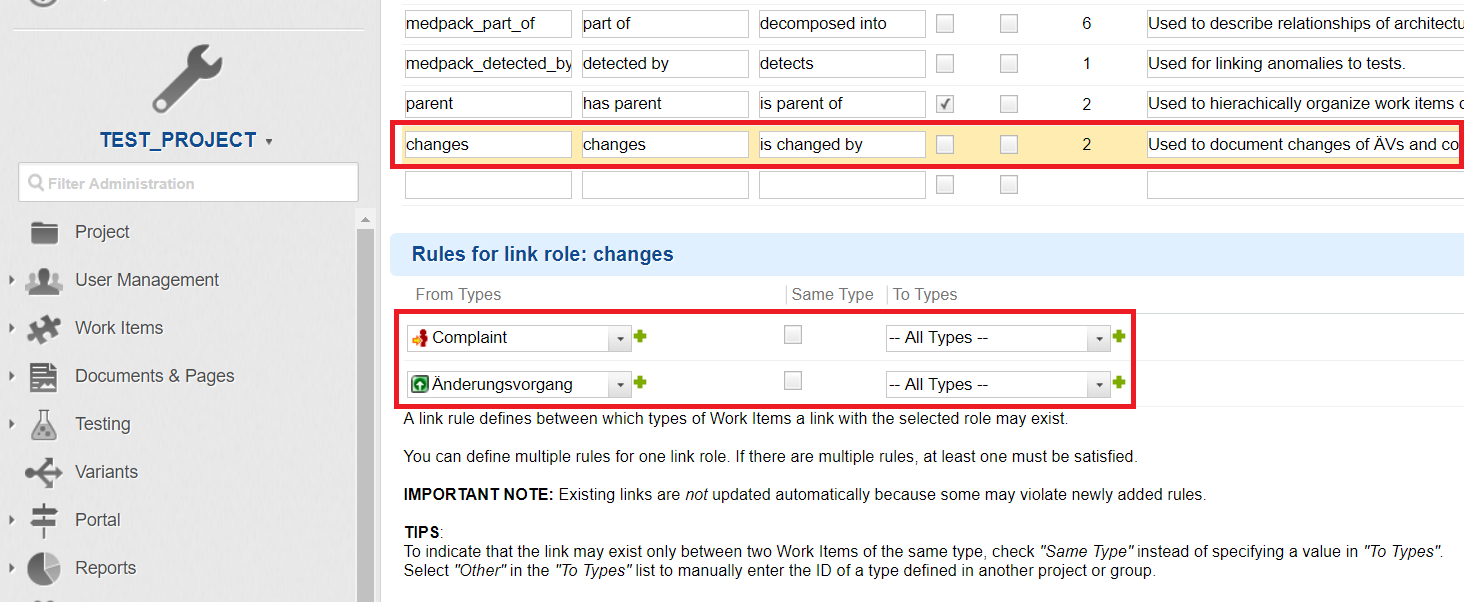 TEST_PROJECT
Filter Administration
Project
User Management
Work Items
Documents & Pages
Testing
Variants
Portal
Reports
medpack_part_of part of decomposed into 6 Used to describe relationships of architectu
medpack_detected_by detected by detects 1 Used for linking anomalies to tests.
parent has parent is parent of 2 Used to hierachically organize work items o
changes changes is changed by 2 Used to document changes of ÄVs and co
Rules for link role: changes
From Types Same Type To Types
Complaint -- All Types --
Änderungsvorgang -- All Types --
A link rule defines between which types of Work Items a link with the selected role may exist.
You can define multiple rules for one link role. If there are multiple rules, at least one must be satisfied.
IMPORTANT NOTE: Existing links are not updated automatically because some may violate newly added rules.
TIPS:
To indicate that the link may exist only between two Work Items of the same type, check "Same Type" instead of specifying a value in "To Types".
Select "Other" in the "To Types" list to manually enter the ID of a type defined in another project or group.